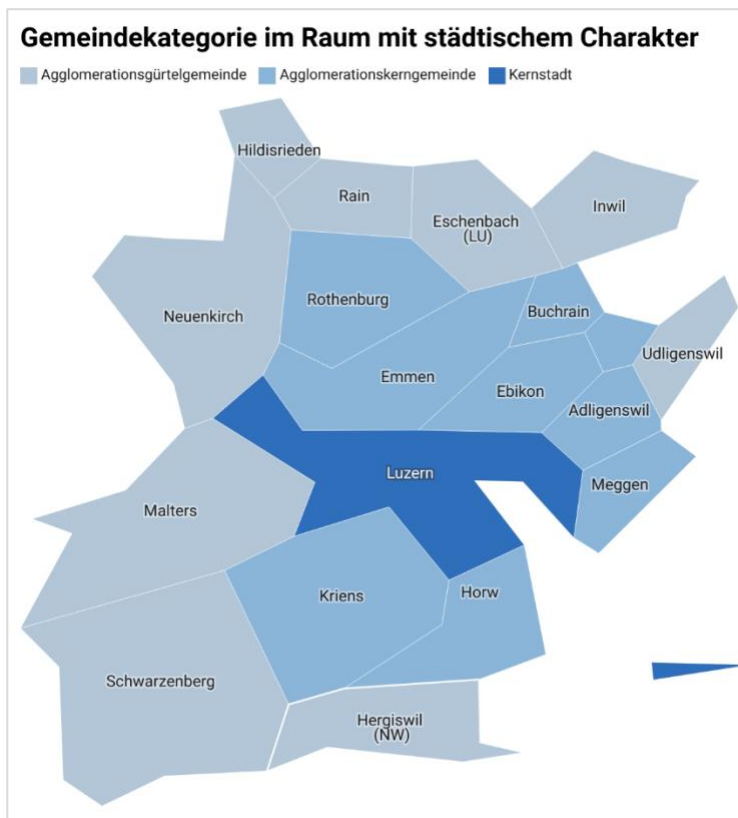 Gemeindekategorie im Raum mit städtischem Charakter
Agglomerationsgürtelgemeinde Agglomerationskerngemeinde Kernstadt
Hildisrieden
Rain
Inwil
Eschenbach
(LU)
Rothenburg
Buchrain
Neuenkirch
Udligenswil
Emmen
Ebikon
Adligenswil
Luzern
Meggen
Malters
Kriens
Horw
Schwarzenberg
Hergiswil
(NW)